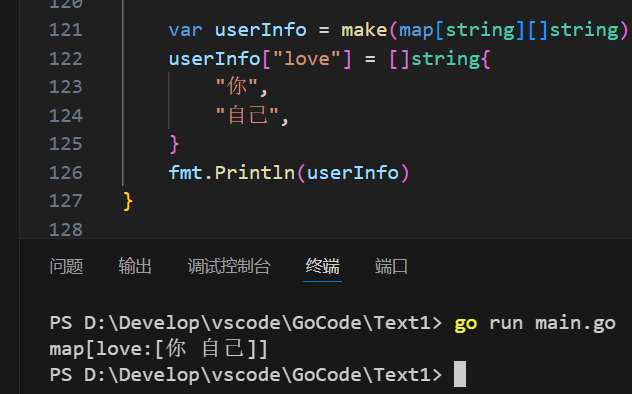 120
121 var userInfo = make(map[string][]string)
122 userInfo["love"] = []string{
123 "你",
124 "自己",
125 }
126 fmt.Println(userInfo)
127 }
128
问题 输出 调试控制台 终端 端口
PS D:\Develop\vscode\GoCode\Text1> go run main.go
map[love:[你 自己]]
PS D:\Develop\vscode\GoCode\Text1>